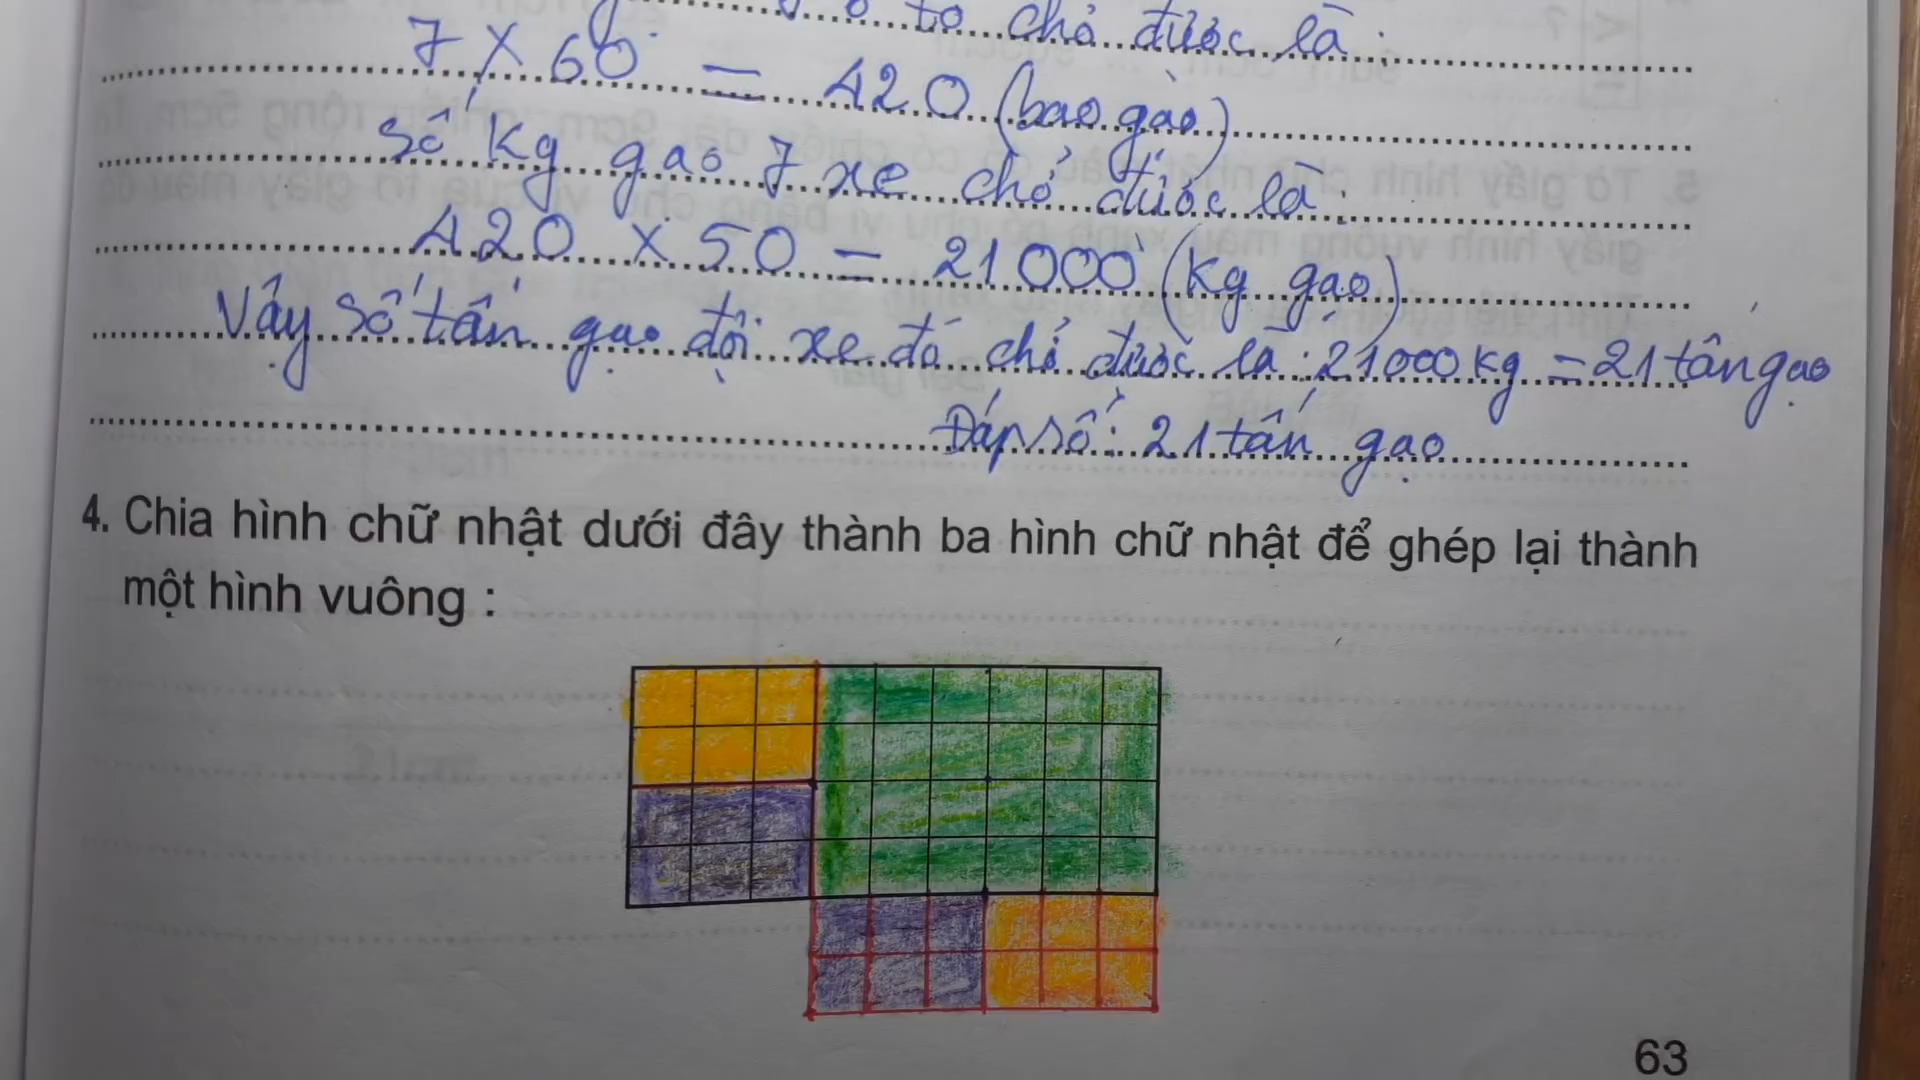 tạ chở được là :
7 x 60 = 420 (bao gạo)
Số kg gạo 7 xe chở được là :
420 x 50 = 21000 (kg gạo)
Vậy số tấn gạo đội xe đó chở được là : 21000 kg = 21 tấn gạo
Đáp số : 21 tấn gạo
4. Chia hình chữ nhật dưới đây thành ba hình chữ nhật để ghép lại thành
một hình vuông :
63